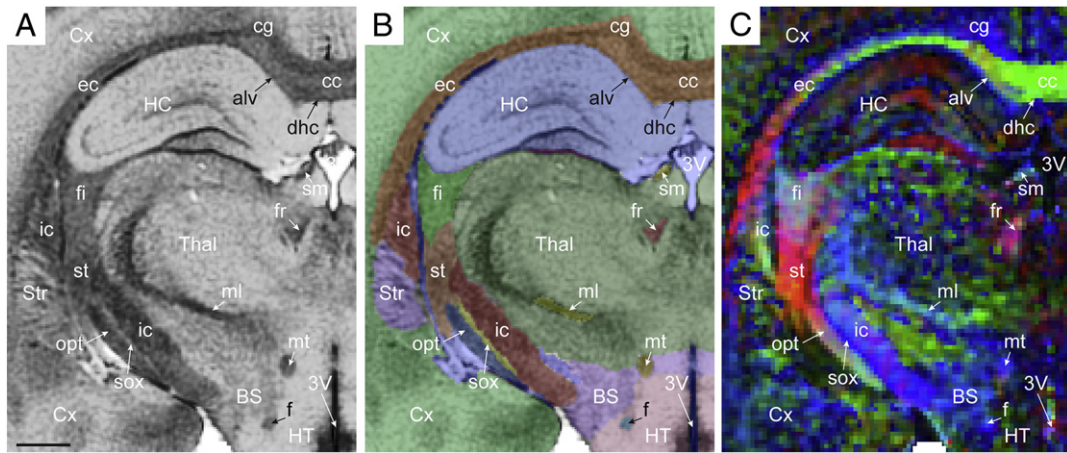 A
Cx
cg
ec
cc
HC
alv
dhc
3V
fi
sm
fr
ic
Thal
st
Str
ml
ic
opt
mt
sox
3V
BS
f
Cx
HT
B
Cx
cg
ec
cc
HC
alv
dhc
3V
fi
sm
fr
ic
Thal
st
Str
ml
ic
opt
mt
sox
3V
BS
f
Cx
HT
C
Cx
cg
ec
cc
HC
alv
dhc
3V
fi
sm
fr
ic
Thal
st
Str
ml
ic
opt
mt
sox
3V
BS
f
Cx
HT